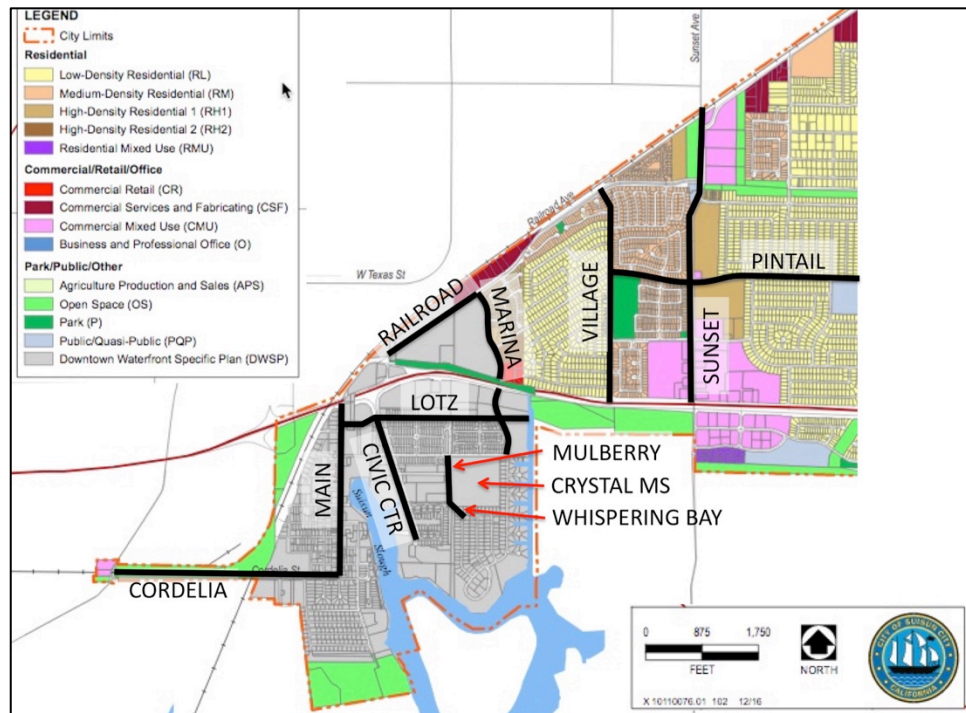 LEGEND
City Limits
Residential
Low-Density Residential (RL)
Medium-Density Residential (RM)
High-Density Residential 1 (RH1)
High-Density Residential 2 (RH2)
Residential Mixed Use (RMU)
Commercial/Retail/Office
Commercial Retail (CR)
Commercial Services and Fabricating (CSF)
Commercial Mixed Use (CMU)
Business and Professional Office (O)
Park/Public/Other
Agriculture Production and Sales (APS)
Open Space (OS)
Park (P)
Public/Quasi-Public (PQP)
Downtown Waterfront Specific Plan (DWSP)
Sunset Ave
Railroad Ave
W Texas St
RAILROAD
MARINA
VILLAGE
PINTAIL
SUNSET
LOTZ
MAIN
CIVIC CTR
MULBERRY
CRYSTAL MS
WHISPERING BAY
Suisun
Slough
Cordelia St
CORDELIA
0 875 1,750
FEET
NORTH
CITY OF SUISUN CITY
CALIFORNIA
X 10110076.01 102 12/16